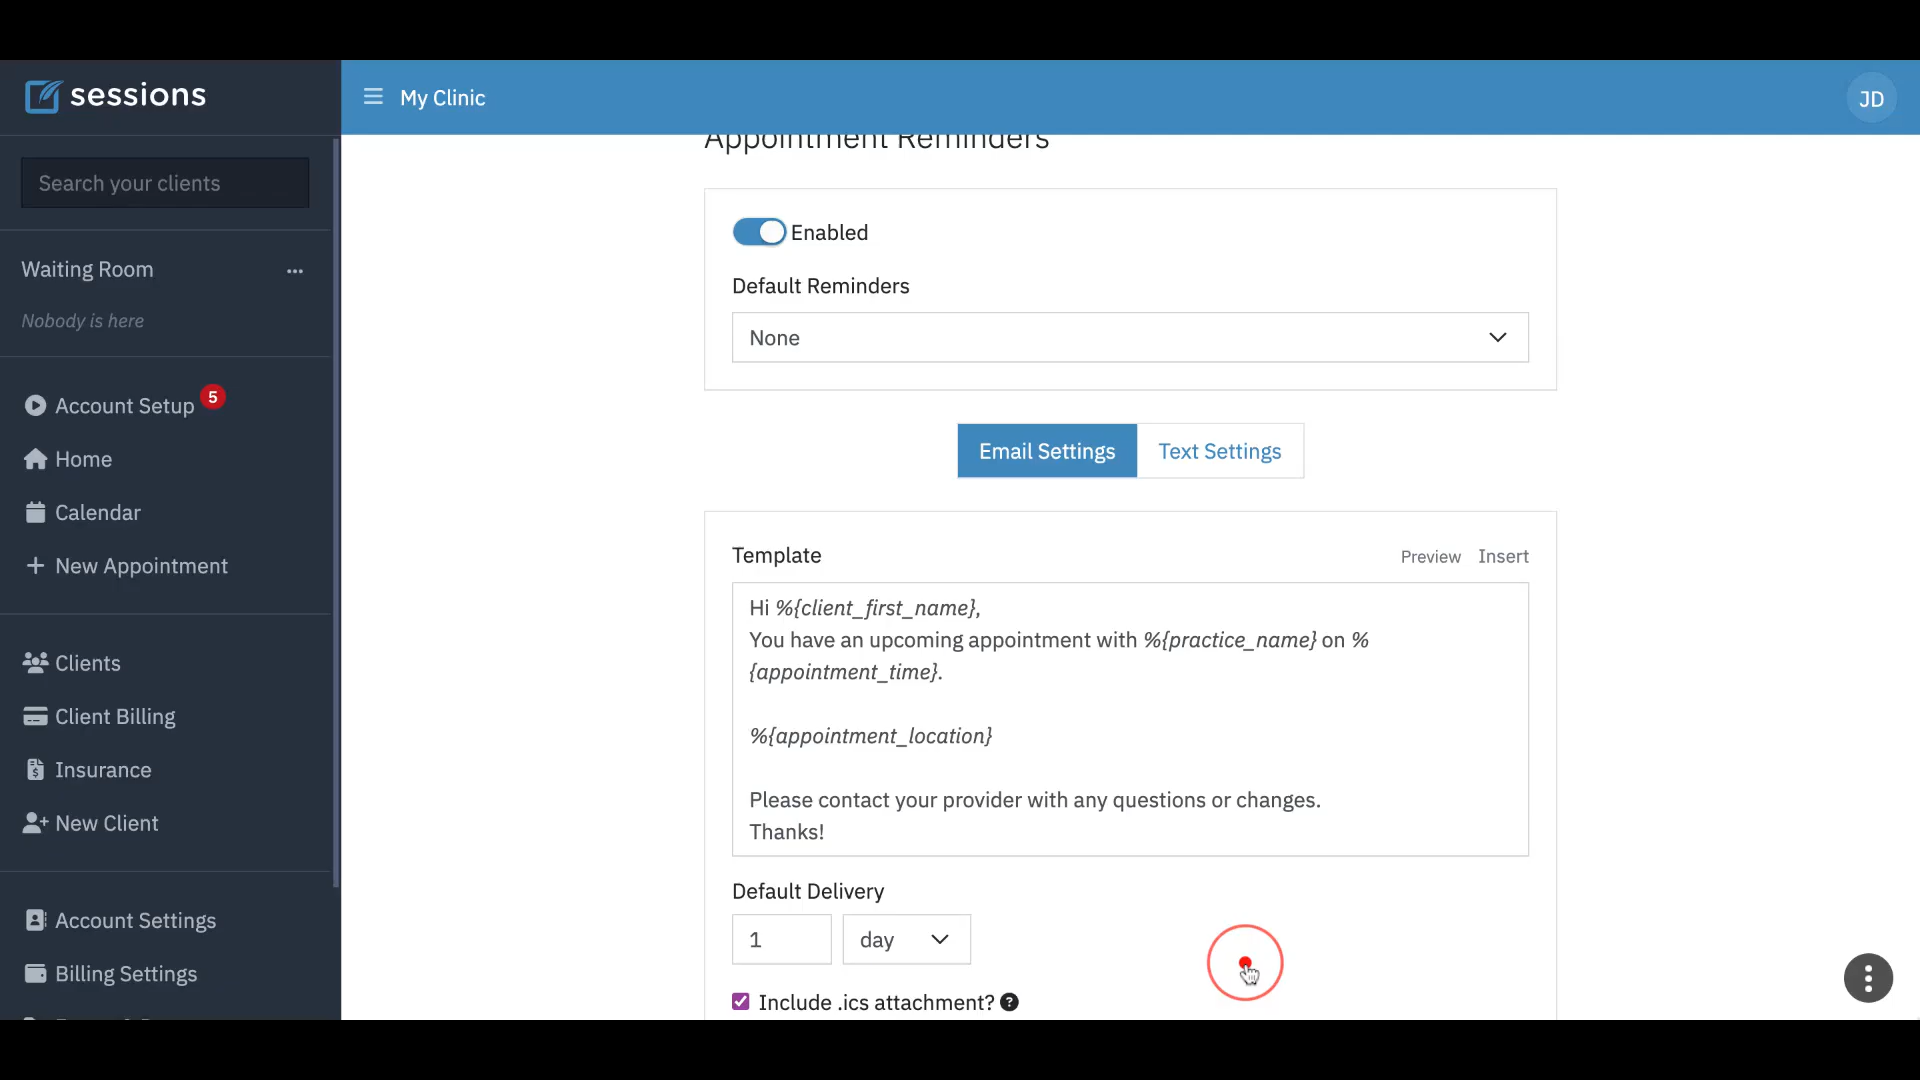 sessions
My Clinic
JD
Search your clients
Waiting Room
Nobody is here
Account Setup 5
Home
Calendar
New Appointment
Clients
Client Billing
Insurance
New Client
Account Settings
Billing Settings
Appointment Reminders
Enabled
Default Reminders
None
Email Settings
Text Settings
Template
Preview Insert
Hi %{client_first_name},
You have an upcoming appointment with %{practice_name} on %
{appointment_time}.
%{appointment_location}
Please contact your provider with any questions or changes.
Thanks!
Default Delivery
1 day
Include .ics attachment? ?